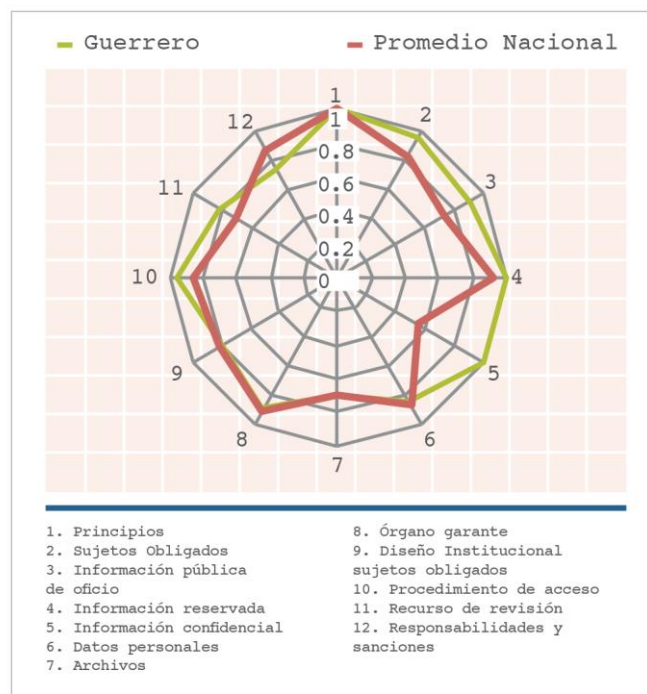 Guerrero
Promedio Nacional
1
12
2
1
0.8
11
3
0.6
0.4
0.2
10
0
4
9
5
8
6
7
1. Principios
2. Sujetos Obligados
3. Información pública
de oficio
4. Información reservada
5. Información confidencial
6. Datos personales
7. Archivos
8. Órgano garante
9. Diseño Institucional
sujetos obligados
10. Procedimiento de acceso
11. Recurso de revisión
12. Responsabilidades y
sanciones